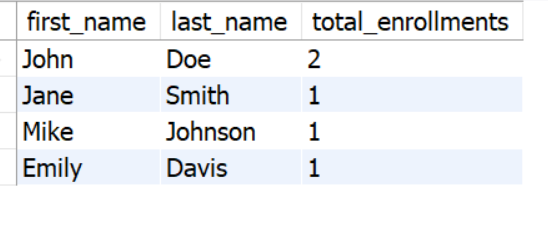 first_name last_name total_enrollments
John Doe 2
Jane Smith 1
Mike Johnson 1
Emily Davis 1